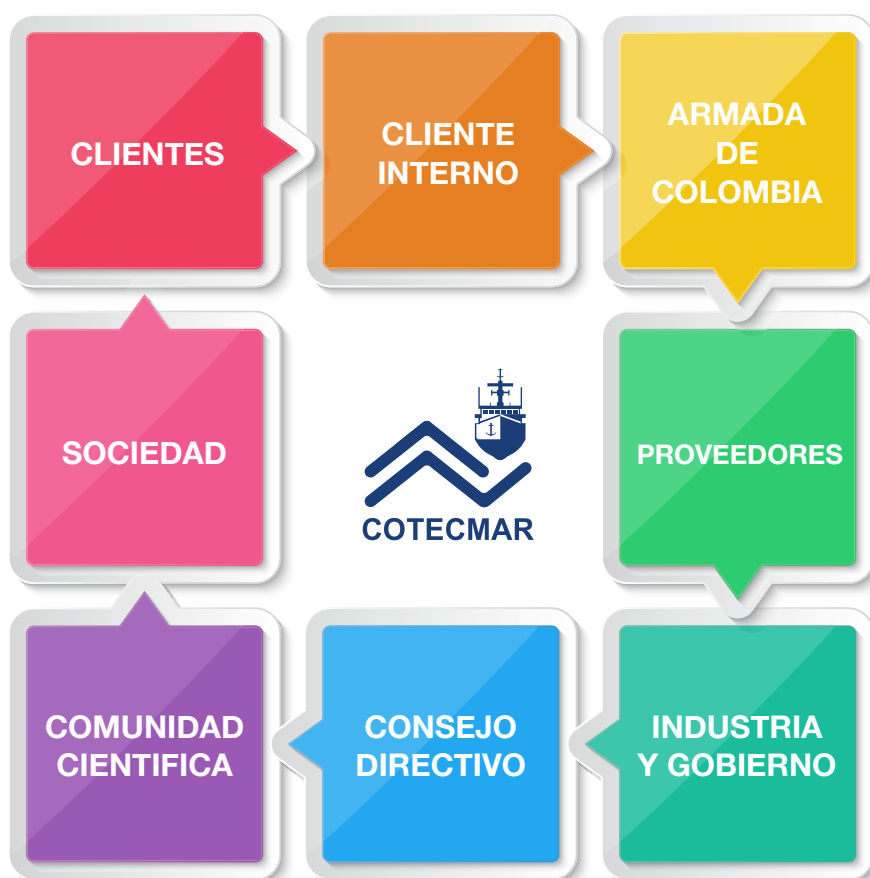 CLIENTES
CLIENTE
INTERNO
ARMADA
DE
COLOMBIA
SOCIEDAD
COTECMAR
PROVEEDORES
COMUNIDAD
CIENTIFICA
CONSEJO
DIRECTIVO
INDUSTRIA
Y GOBIERNO